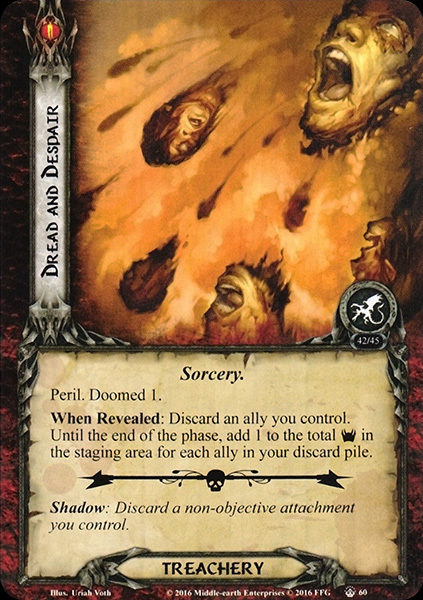 DREAD AND DESPAIR
42/45
Sorcery.
Peril. Doomed 1.
When Revealed: Discard an ally you control.
Until the end of the phase, add 1 to the total in
the staging area for each ally in your discard pile.
Shadow: Discard a non-objective attachment
you control.
TREACHERY
Illus. Uriah Voth © 2016 Middle-earth Enterprises © 2016 FFG 60